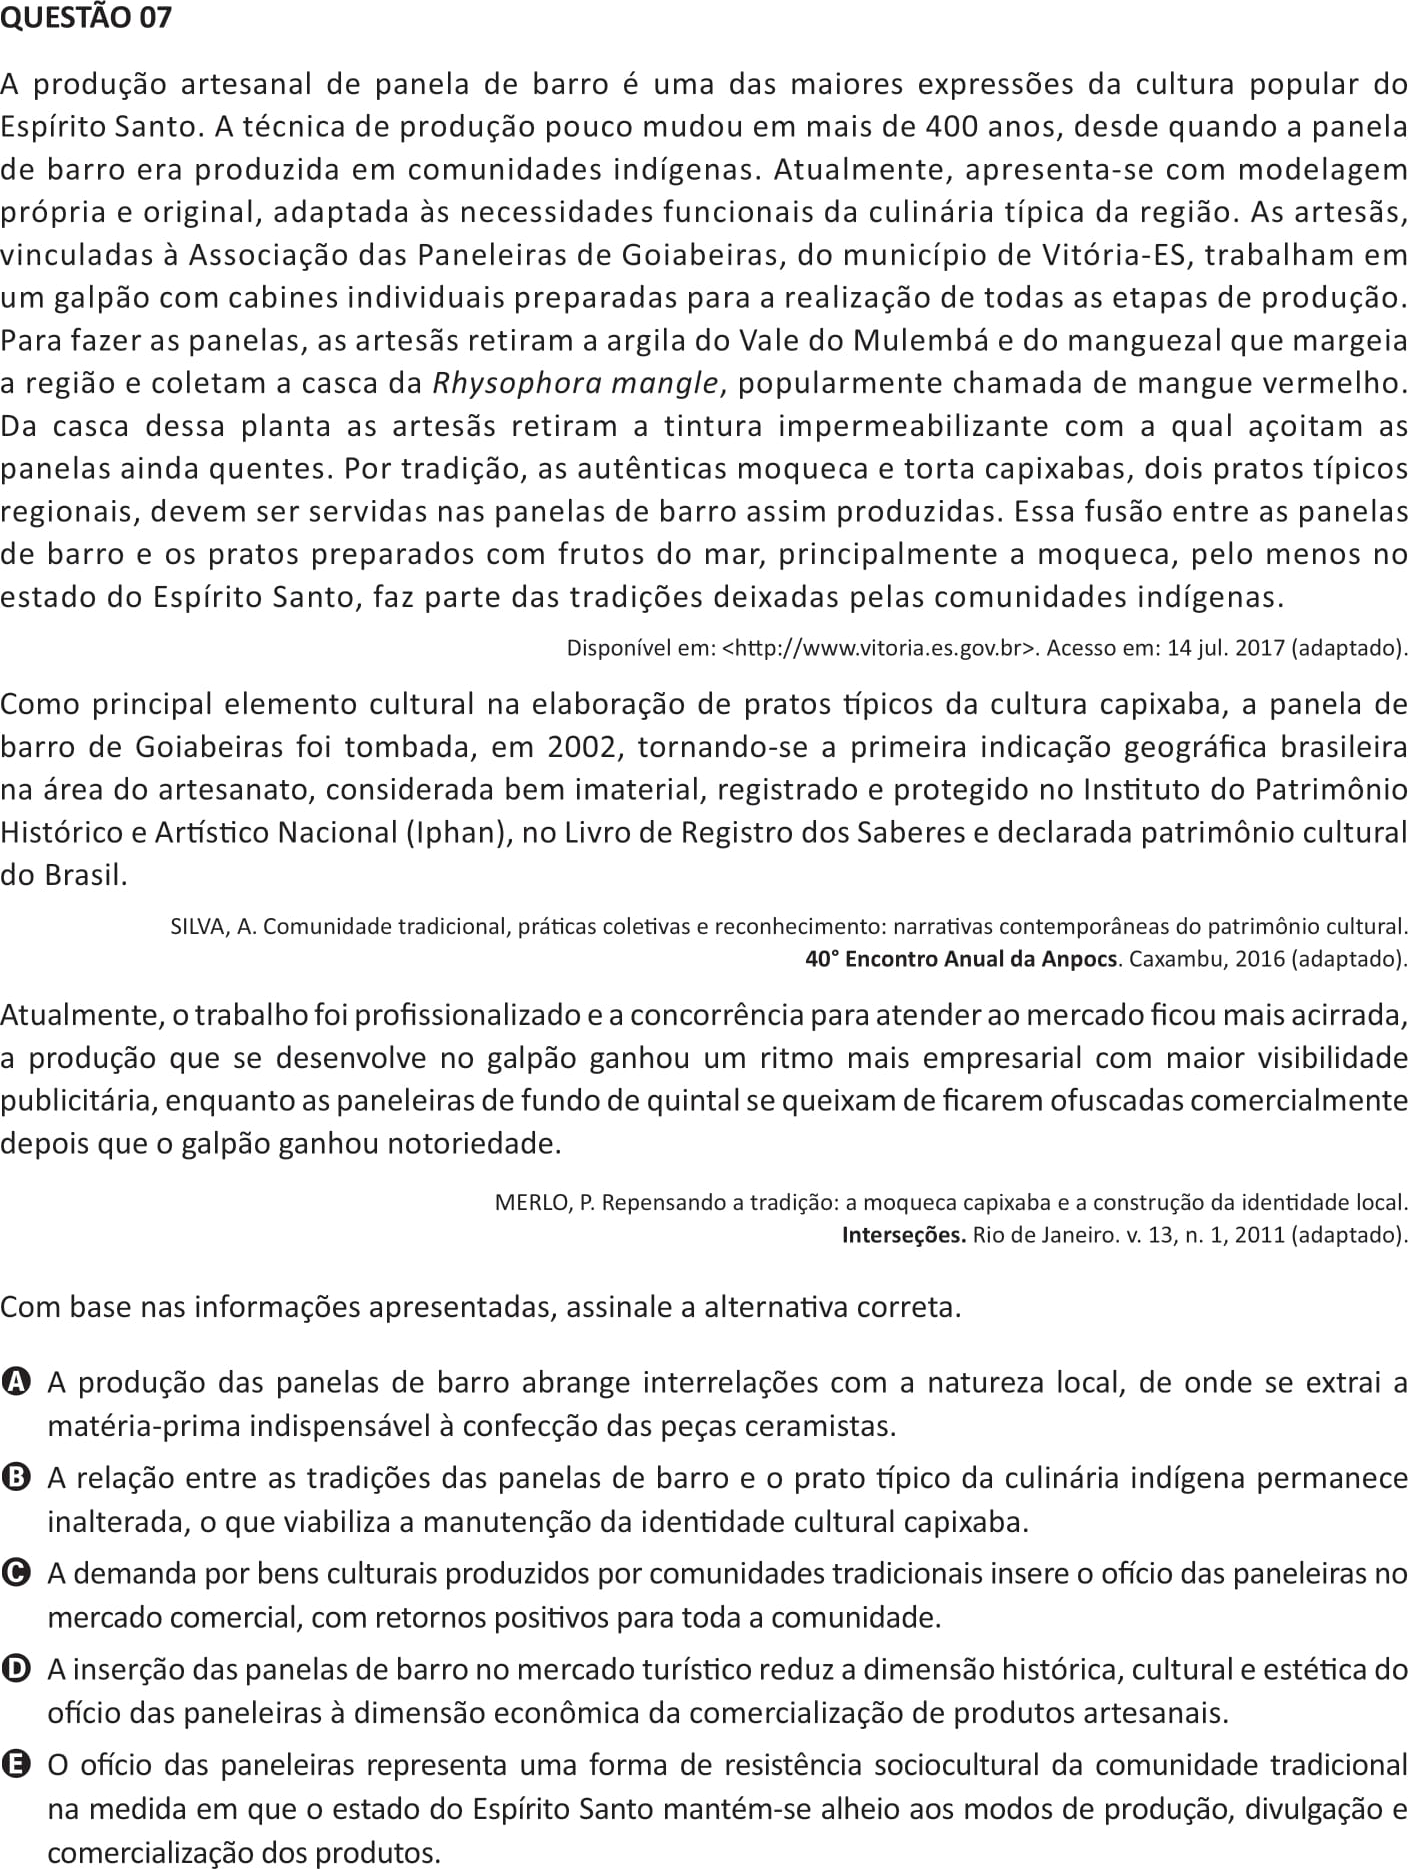 QUESTÃO 07
A produção artesanal de panela de barro é uma das maiores expressões da cultura popular do
Espírito Santo. A técnica de produção pouco mudou em mais de 400 anos, desde quando a panela
de barro era produzida em comunidades indígenas. Atualmente, apresenta-se com modelagem
própria e original, adaptada às necessidades funcionais da culinária típica da região. As artesãs,
vinculadas à Associação das Paneleiras de Goiabeiras, do município de Vitória-ES, trabalham em
um galpão com cabines individuais preparadas para a realização de todas as etapas de produção.
Para fazer as panelas, as artesãs retiram a argila do Vale do Mulembá e do manguezal que margeia
a região e coletam a casca da Rhysophora mangle, popularmente chamada de mangue vermelho.
Da casca dessa planta as artesãs retiram a tintura impermeabilizante com a qual açoitam as
panelas ainda quentes. Por tradição, as autênticas moqueca e torta capixabas, dois pratos típicos
regionais, devem ser servidas nas panelas de barro assim produzidas. Essa fusão entre as panelas
de barro e os pratos preparados com frutos do mar, principalmente a moqueca, pelo menos no
estado do Espírito Santo, faz parte das tradições deixadas pelas comunidades indígenas.
Disponível em: <http://www.vitoria.es.gov.br>. Acesso em: 14 jul. 2017 (adaptado).
Como principal elemento cultural na elaboração de pratos típicos da cultura capixaba, a panela de
barro de Goiabeiras foi tombada, em 2002, tornando-se a primeira indicação geográfica brasileira
na área do artesanato, considerada bem imaterial, registrado e protegido no Instituto do Patrimônio
Histórico e Artístico Nacional (Iphan), no Livro de Registro dos Saberes e declarada patrimônio cultural
do Brasil.
SILVA, A. Comunidade tradicional, práticas coletivas e reconhecimento: narrativas contemporâneas do patrimônio cultural.
40° Encontro Anual da Anpocs. Caxambu, 2016 (adaptado).
Atualmente, o trabalho foi profissionalizado e a concorrência para atender ao mercado ficou mais acirrada,
a produção que se desenvolve no galpão ganhou um ritmo mais empresarial com maior visibilidade
publicitária, enquanto as paneleiras de fundo de quintal se queixam de ficarem ofuscadas comercialmente
depois que o galpão ganhou notoriedade.
MERLO, P. Repensando a tradição: a moqueca capixaba e a construção da identidade local.
Interseções. Rio de Janeiro. v. 13, n. 1, 2011 (adaptado).
Com base nas informações apresentadas, assinale a alternativa correta.
A A produção das panelas de barro abrange interrelações com a natureza local, de onde se extrai a
matéria-prima indispensável à confecção das peças ceramistas.
B A relação entre as tradições das panelas de barro e o prato típico da culinária indígena permanece
inalterada, o que viabiliza a manutenção da identidade cultural capixaba.
C A demanda por bens culturais produzidos por comunidades tradicionais insere o ofício das paneleiras no
mercado comercial, com retornos positivos para toda a comunidade.
D A inserção das panelas de barro no mercado turístico reduz a dimensão histórica, cultural e estética do
ofício das paneleiras à dimensão econômica da comercialização de produtos artesanais.
E O ofício das paneleiras representa uma forma de resistência sociocultural da comunidade tradicional
na medida em que o estado do Espírito Santo mantém-se alheio aos modos de produção, divulgação e
comercialização dos produtos.